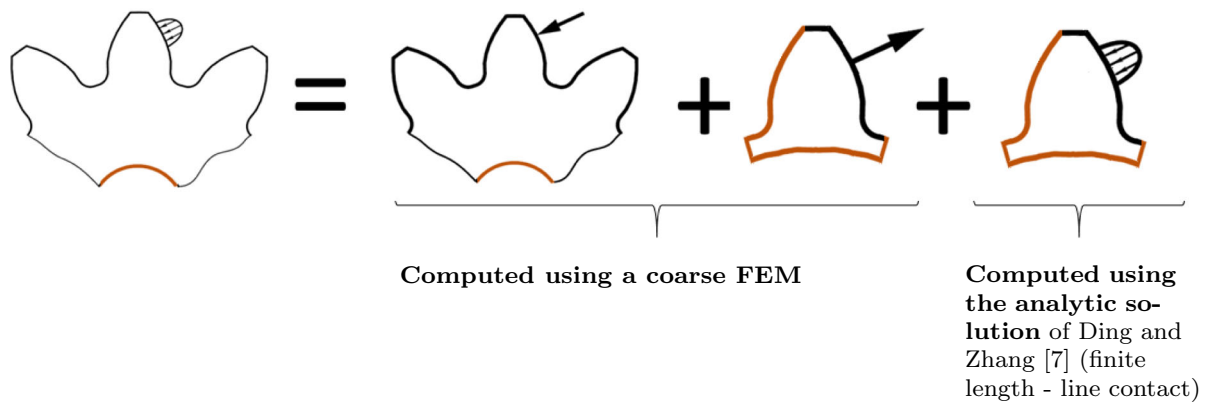 Computed using a coarse FEM
Computed using
the analytic so-
lution of Ding and
Zhang [7] (finite
length - line contact)